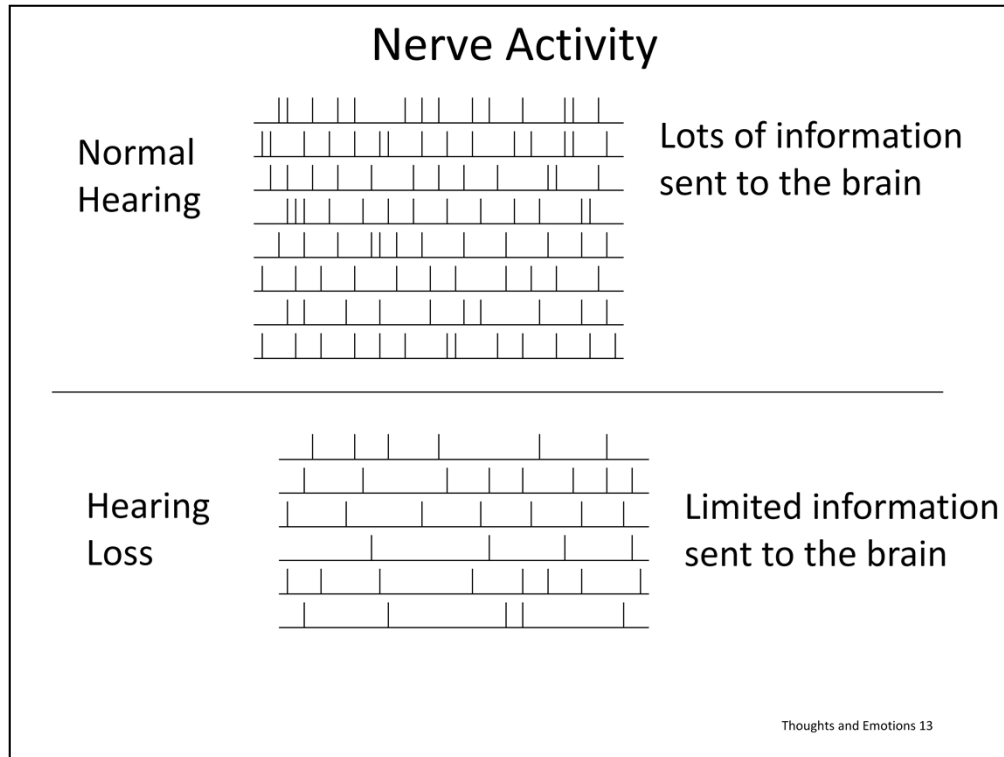 Nerve Activity
Normal
Hearing
Lots of information
sent to the brain
Hearing
Loss
Limited information
sent to the brain
Thoughts and Emotions 13